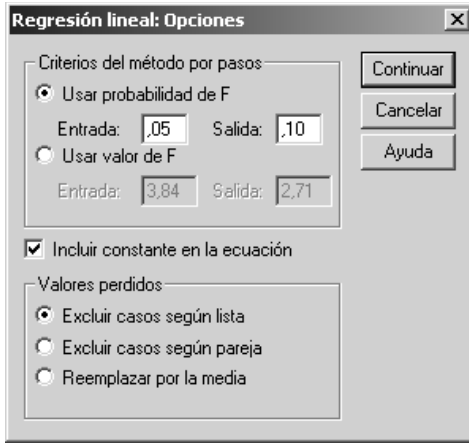 Regresión lineal: Opciones
Criterios del método por pasos
Usar probabilidad de F
Entrada: ,05 Salida: ,10
Usar valor de F
Entrada: 3,84 Salida: 2,71
Incluir constante en la ecuación
Valores perdidos
Excluir casos según lista
Excluir casos según pareja
Reemplazar por la media
Continuar
Cancelar
Ayuda